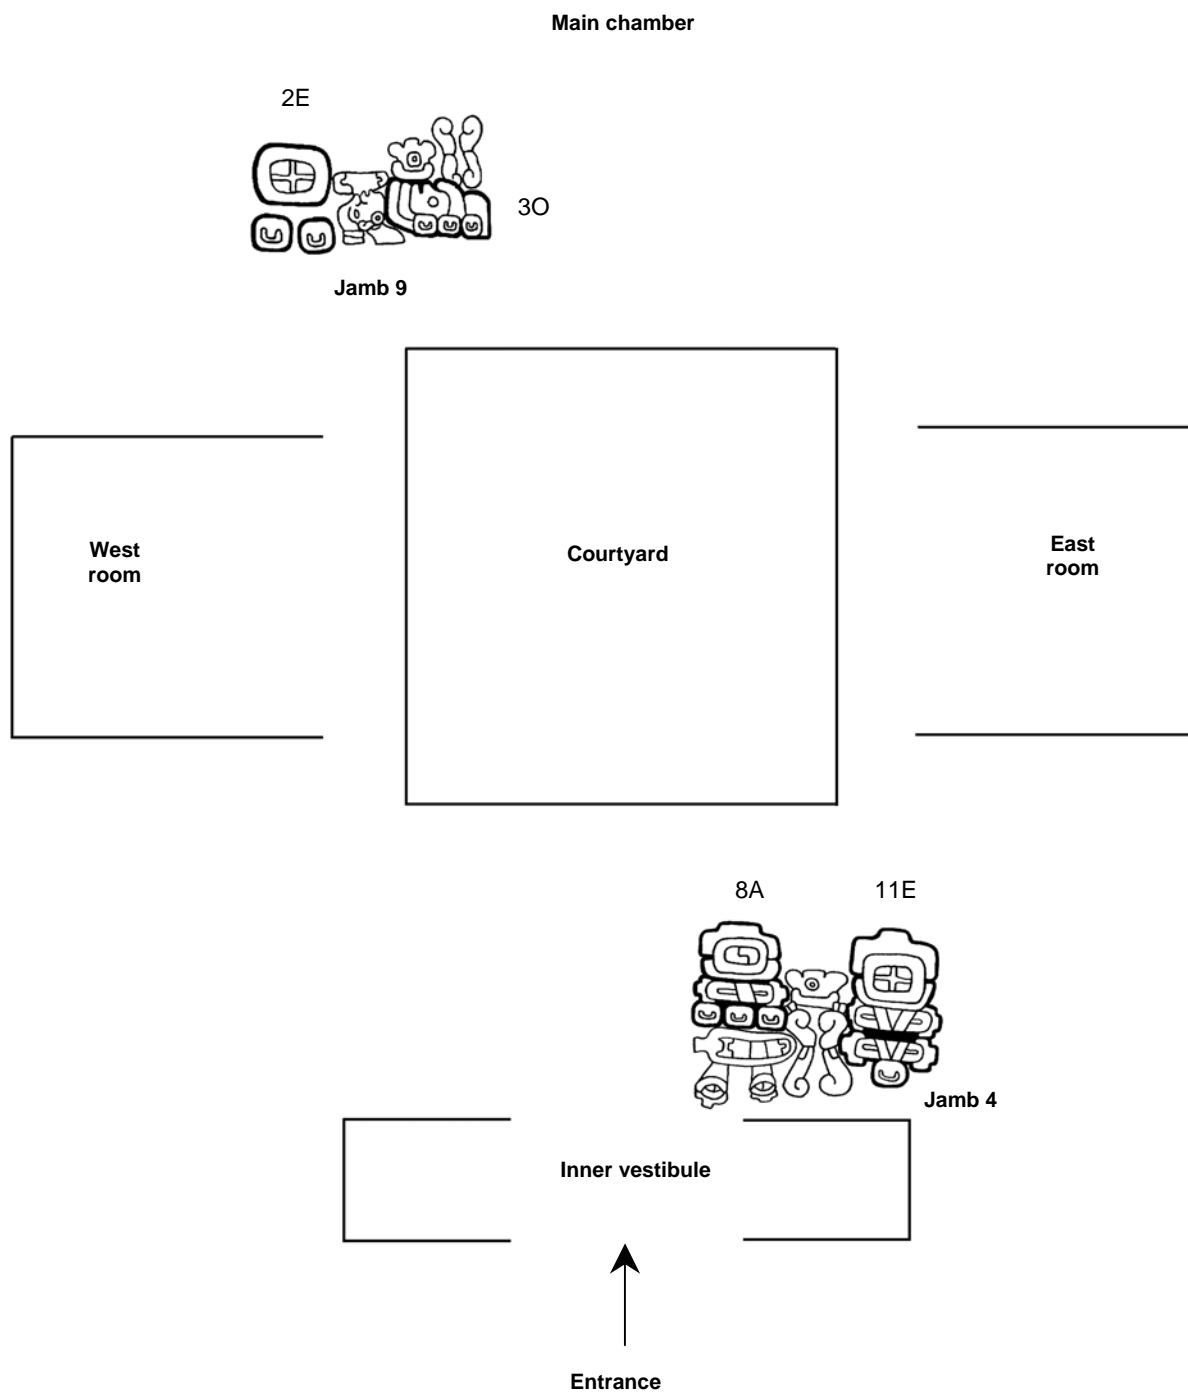 Main chamber
2E
3O
Jamb 9
West
room
Courtyard
East
room
8A
11E
Jamb 4
Inner vestibule
Entrance